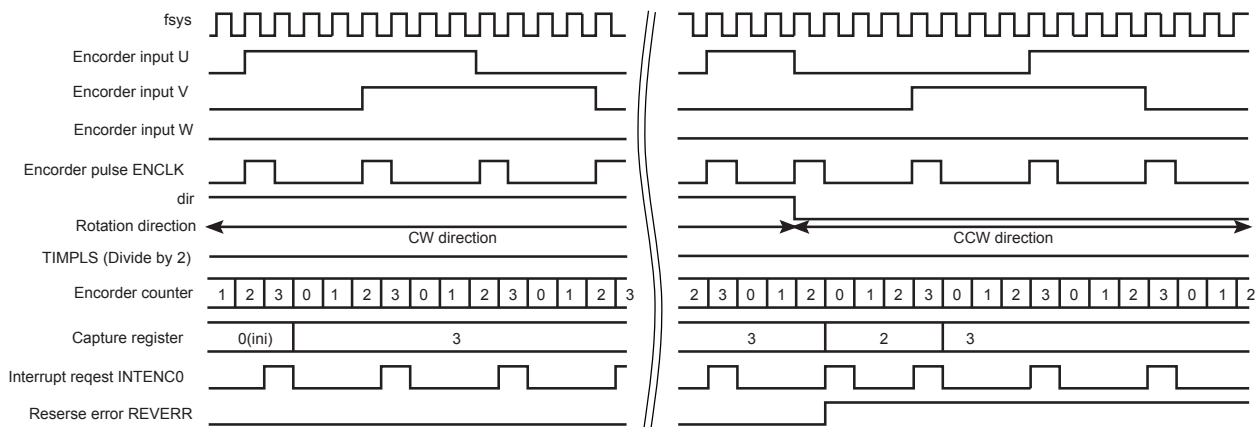 fsys
Encorder input U
Encorder input V
Encorder input W
Encorder pulse ENCLK
dir
Rotation direction
CW direction
CCW direction
TIMPLS (Divide by 2)
Encorder counter
1 2 3 0 1 2 3 0 1 2 3 0 1 2 3
2 3 0 1 2 0 1 2 3 0 1 2 3 0 1 2 3 0 1 2
Capture register
0(ini) 3
3 2 3
Interrupt reqest INTENC0
Reserse error REVERR